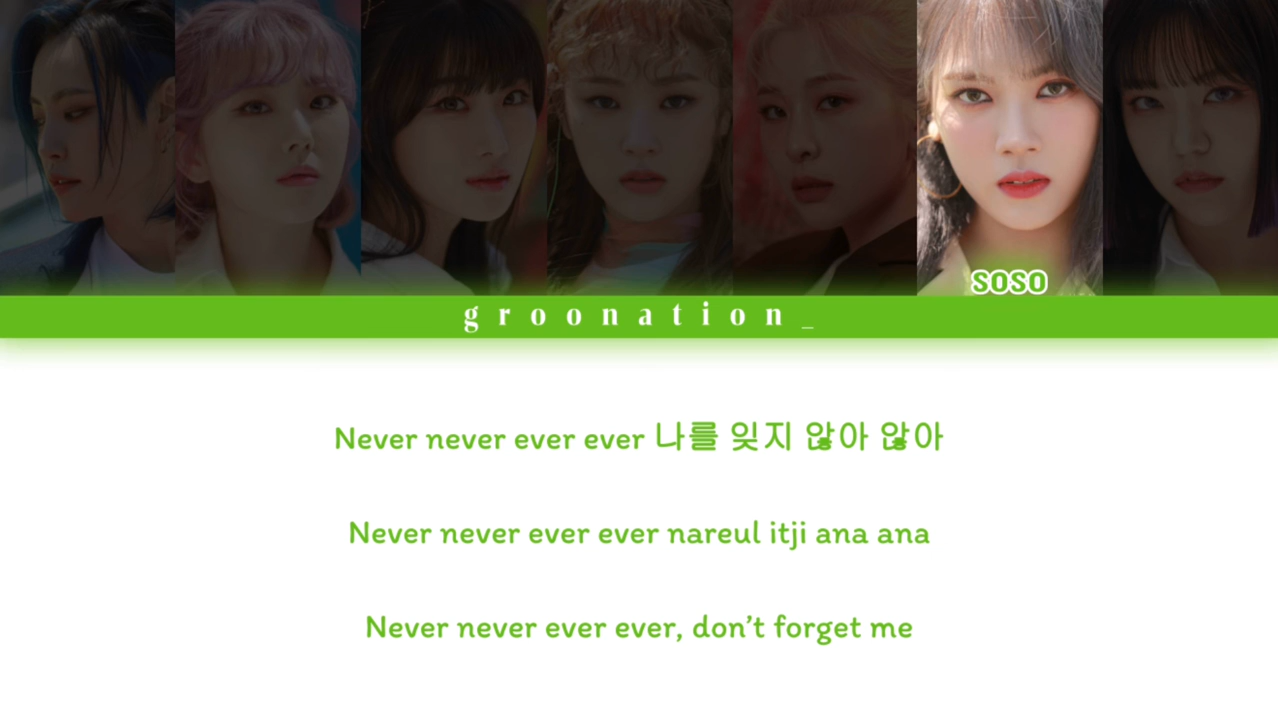 SOSO
groonation_
Never never ever ever 나를 잊지 않아 않아
Never never ever ever nareul itji ana ana
Never never ever ever, don't forget me